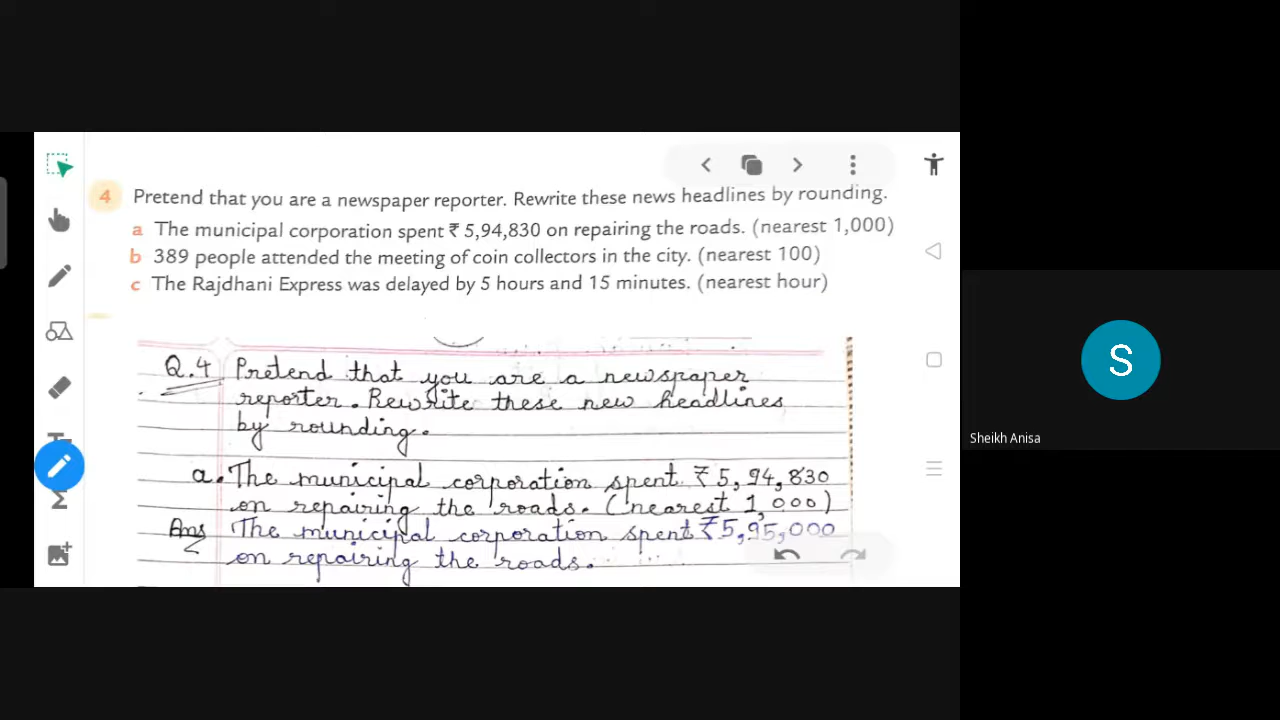 4 Pretend that you are a newspaper reporter. Rewrite these news headlines by rounding.
a The municipal corporation spent ₹ 5,94,830 on repairing the roads. (nearest 1,000)
b 389 people attended the meeting of coin collectors in the city. (nearest 100)
c The Rajdhani Express was delayed by 5 hours and 15 minutes. (nearest hour)
Q.4 Pretend that you are a newspaper
reporter. Rewrite these new headlines
by rounding.
a. The municipal corporation spent ₹ 5,94,830
on repairing the roads. (nearest 1,000)
Ans The municipal corporation spent ₹5,95,000
on repairing the roads.
S
Sheikh Anisa